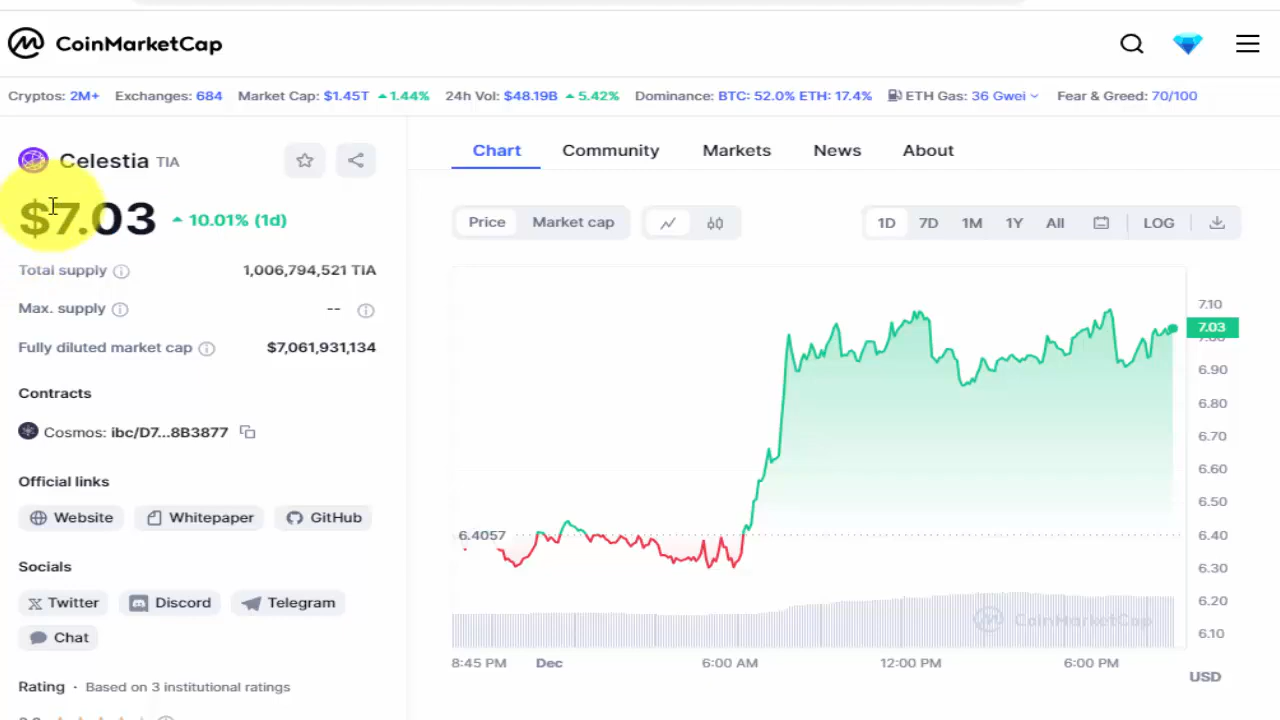 CoinMarketCap
Cryptos: 2M+ Exchanges: 684 Market Cap: $1.45T 1.44% 24h Vol: $48.19B 5.42% Dominance: BTC: 52.0% ETH: 17.4% ETH Gas: 36 Gwei Fear & Greed: 70/100
Celestia TIA
$7.03 10.01% (1d)
Total supply 1,006,794,521 TIA
Max. supply --
Fully diluted market cap $7,061,931,134
Contracts
Cosmos: ibc/D7...8B3877
Official links
Website Whitepaper GitHub
Socials
Twitter Discord Telegram
Chat
Rating · Based on 3 institutional ratings
Chart Community Markets News About
Price Market cap 1D 7D 1M 1Y All LOG
7.10
7.03
7.00
6.90
6.80
6.70
6.60
6.50
6.4057 6.40
6.30
6.20
6.10
CoinMarketCap
8:45 PM Dec 6:00 AM 12:00 PM 6:00 PM
USD